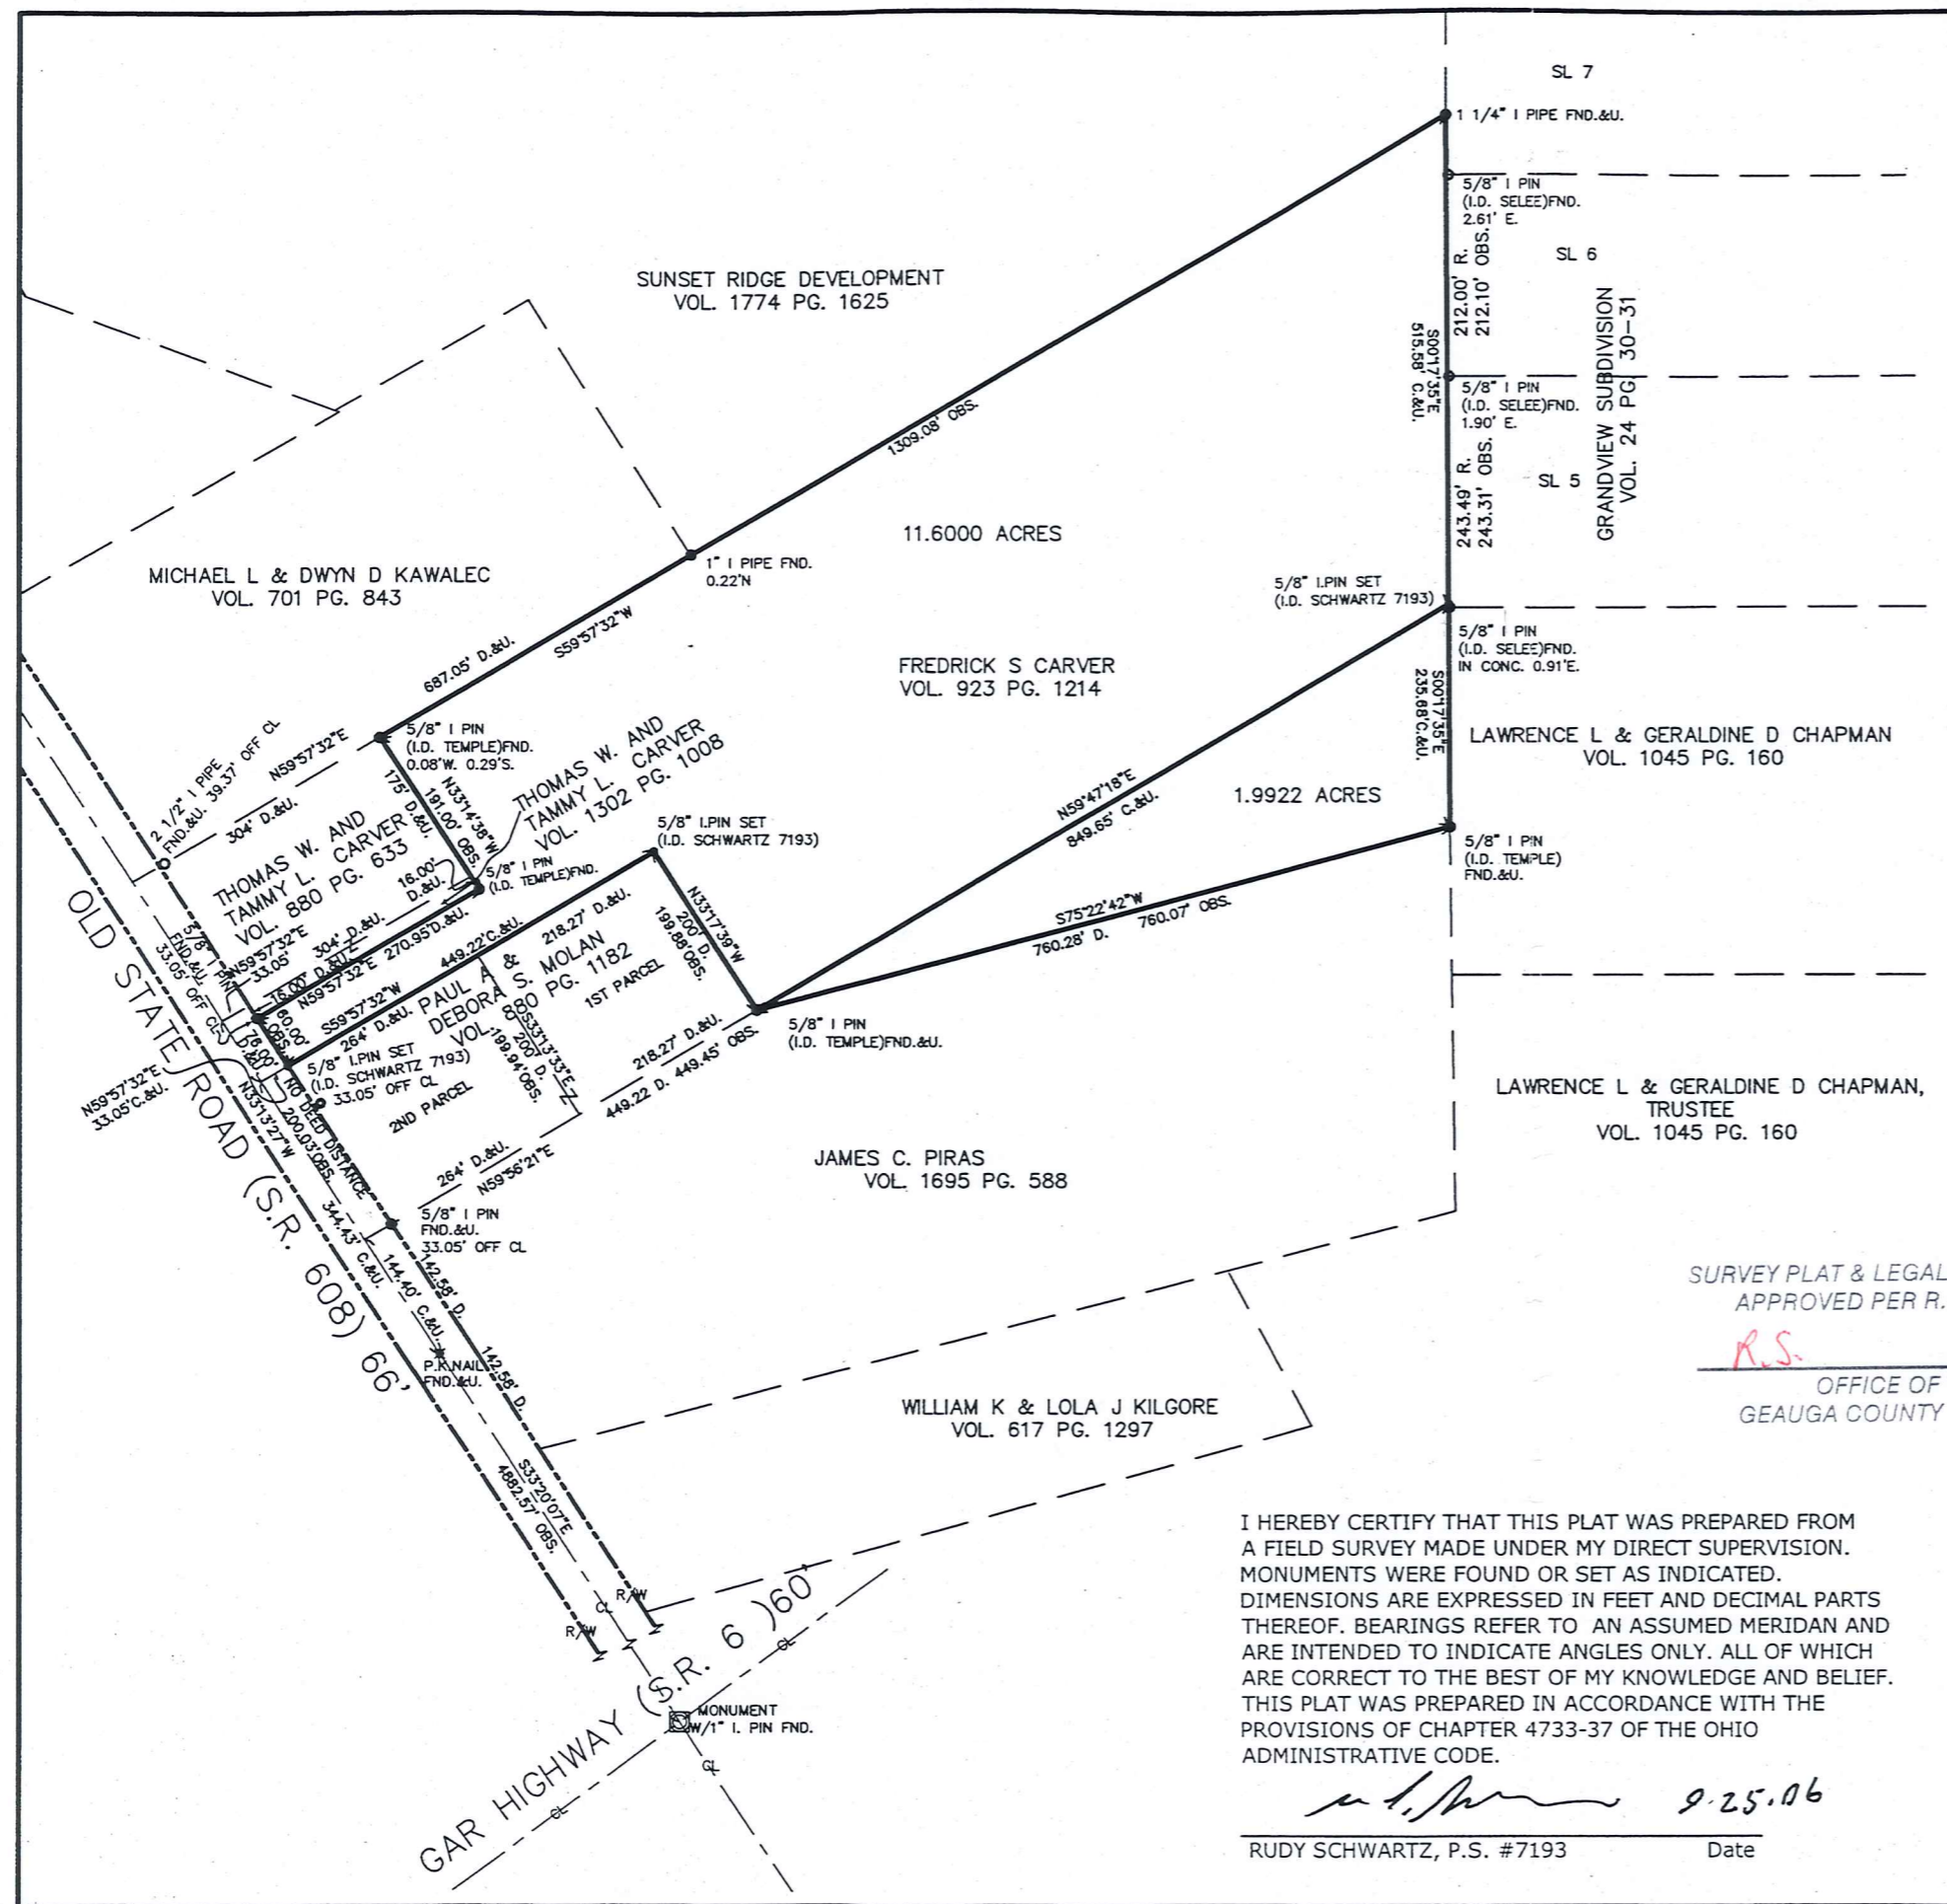 SL 7
1 1/4" I PIPE FND.&U.
5/8" I PIN
(I.D. SELEE)FND.
2.61' E.
212.00' R.
212.10' OBS.
SL 6
SUNSET RIDGE DEVELOPMENT
VOL. 1774 PG. 1625
S00°17'35"E
515.58' C.&U.
GRANDVIEW SUBDIVISION
VOL. 24 PG. 30-31
5/8" I PIN
(I.D. SELEE)FND.
1.90' E.
1309.08' OBS.
243.49' R.
243.31' OBS.
SL 5
11.6000 ACRES
1" I PIPE FND.
0.22'N
MICHAEL L & DWYN D KAWALEC
VOL. 701 PG. 843
5/8" I.PIN SET
(I.D. SCHWARTZ 7193)
5/8" I PIN
(I.D. SELEE)FND.
IN CONC. 0.91'E.
687.05' D.&U.
S59°57'32"W
FREDRICK S CARVER
VOL. 923 PG. 1214
S00°17'35"E
235.68'C.&U.
LAWRENCE L & GERALDINE D CHAPMAN
VOL. 1045 PG. 160
5/8" I PIN
(I.D. TEMPLE)FND.
0.08'W. 0.29'S.
2 1/2" I PIPE
FND.&U. 39.37' OFF CL
N59°57'32"E
304' D.&U.
175' D.&U.
N33°14'38"W
191.00' OBS.
THOMAS W. AND
TAMMY L. CARVER
VOL. 1302 PG. 1008
THOMAS W. AND
TAMMY L. CARVER
VOL. 880 PG. 633
16.00'
D.&U.
5/8" I PIN
(I.D. TEMPLE)FND.
5/8" I.PIN SET
(I.D. SCHWARTZ 7193)
N59°47'18"E
849.65' C.&U.
1.9922 ACRES
5/8" I PIN
(I.D. TEMPLE)
FND.&U.
S75°22'42"W
760.28' D. 760.07' OBS.
5/8" I PIN
FND.&U.
33.05' OFF CL
N59°57'32"E
33.05'
304' D.&U.
16.00' D.&U.
N59°57'32"E 270.95'D.&U.
449.22'C.&U.
218.27' D.&U.
N33°17'39"W
200' D.
199.88'OBS.
S59°57'32"W
264' D.&U.
PAUL A &
DEBORA S. MOLAN
VOL. 880 PG. 1182
1ST PARCEL
S33°13'33"E
200' D.
199.94'OBS.
5/8" I PIN
(I.D. TEMPLE)FND.&U.
218.27' D.&U.
449.22 D. 449.45' OBS.
60.00'
OBS.
76.00'
D.&U.
5/8" I.PIN SET
(I.D. SCHWARTZ 7193)
33.05' OFF CL
2ND PARCEL
N59°57'32"E
33.05'C.&U.
NO DEED DISTANCE
200.03'OBS.
N33°13'27"W
344.43' C.&U.
OLD STATE ROAD (S.R. 608) 66'
264' D.&U.
N59°56'21"E
5/8" I PIN
FND.&U.
33.05' OFF CL
JAMES C. PIRAS
VOL. 1695 PG. 588
LAWRENCE L & GERALDINE D CHAPMAN,
TRUSTEE
VOL. 1045 PG. 160
142.58' D.
144.40' C.&U.
P.K.NAIL
FND.&U.
142.58' D.
WILLIAM K & LOLA J KILGORE
VOL. 617 PG. 1297
SURVEY PLAT & LEGAL
APPROVED PER R.
R.S.
OFFICE OF
GEAUGA COUNTY
S33°20'07"E
4882.57' OBS.
R/W
CL
R/W
GAR HIGHWAY (S.R. 6 )60'
CL
MONUMENT
W/1" I. PIN FND.
CL
CL
I HEREBY CERTIFY THAT THIS PLAT WAS PREPARED FROM
A FIELD SURVEY MADE UNDER MY DIRECT SUPERVISION.
MONUMENTS WERE FOUND OR SET AS INDICATED.
DIMENSIONS ARE EXPRESSED IN FEET AND DECIMAL PARTS
THEREOF. BEARINGS REFER TO AN ASSUMED MERIDAN AND
ARE INTENDED TO INDICATE ANGLES ONLY. ALL OF WHICH
ARE CORRECT TO THE BEST OF MY KNOWLEDGE AND BELIEF.
THIS PLAT WAS PREPARED IN ACCORDANCE WITH THE
PROVISIONS OF CHAPTER 4733-37 OF THE OHIO
ADMINISTRATIVE CODE.
9.25.06
RUDY SCHWARTZ, P.S. #7193 Date